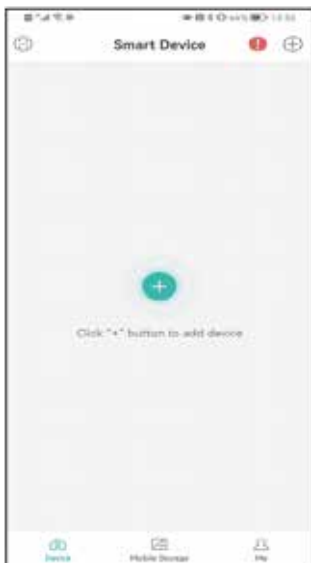 Smart Device
Click "+" button to add device
Device
Mobile Storage
Me